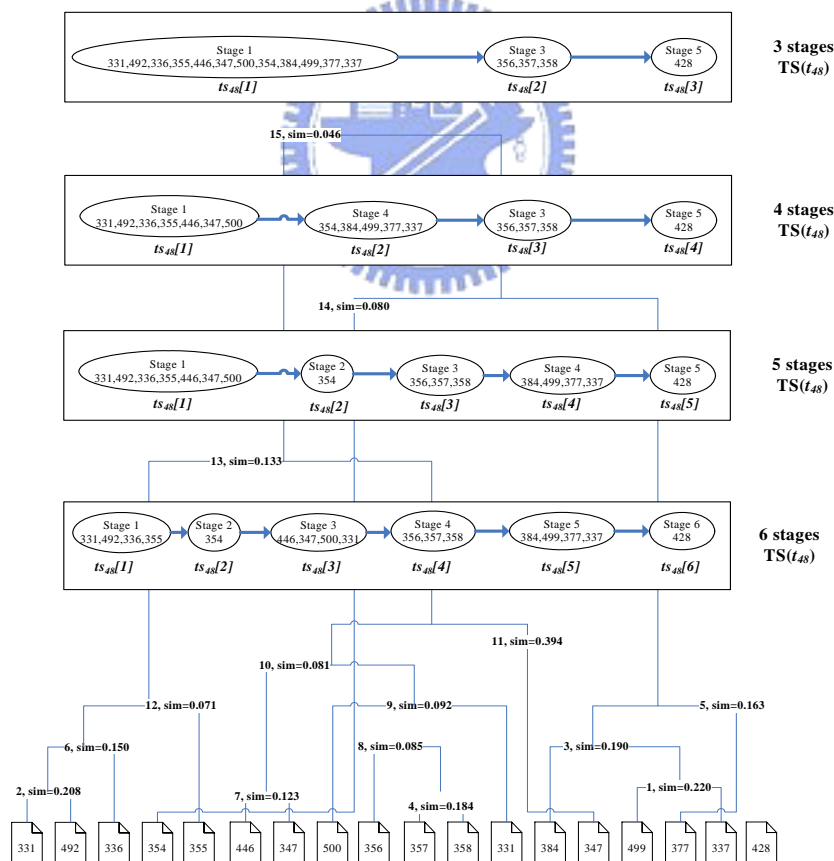 Stage 1
331,492,336,355,446,347,500,354,384,499,377,337
ts48[1]
Stage 3
356,357,358
ts48[2]
Stage 5
428
ts48[3]
3 stages
TS(t48)
15, sim=0.046
Stage 1
331,492,336,355,446,347,500
ts48[1]
Stage 4
354,384,499,377,337
ts48[2]
Stage 3
356,357,358
ts48[3]
Stage 5
428
ts48[4]
4 stages
TS(t48)
14, sim=0.080
Stage 1
331,492,336,355,446,347,500
ts48[1]
Stage 2
354
ts48[2]
Stage 3
356,357,358
ts48[3]
Stage 4
384,499,377,337
ts48[4]
Stage 5
428
ts48[5]
5 stages
TS(t48)
13, sim=0.133
Stage 1
331,492,336,355
ts48[1]
Stage 2
354
ts48[2]
Stage 3
446,347,500,331
ts48[3]
Stage 4
356,357,358
ts48[4]
Stage 5
384,499,377,337
ts48[5]
Stage 6
428
ts48[6]
6 stages
TS(t48)
11, sim=0.394
10, sim=0.081
12, sim=0.071
9, sim=0.092
5, sim=0.163
6, sim=0.150
8, sim=0.085
3, sim=0.190
2, sim=0.208
7, sim=0.123
4, sim=0.184
1, sim=0.220
331
492
336
354
355
446
347
500
356
357
358
331
384
347
499
377
337
428